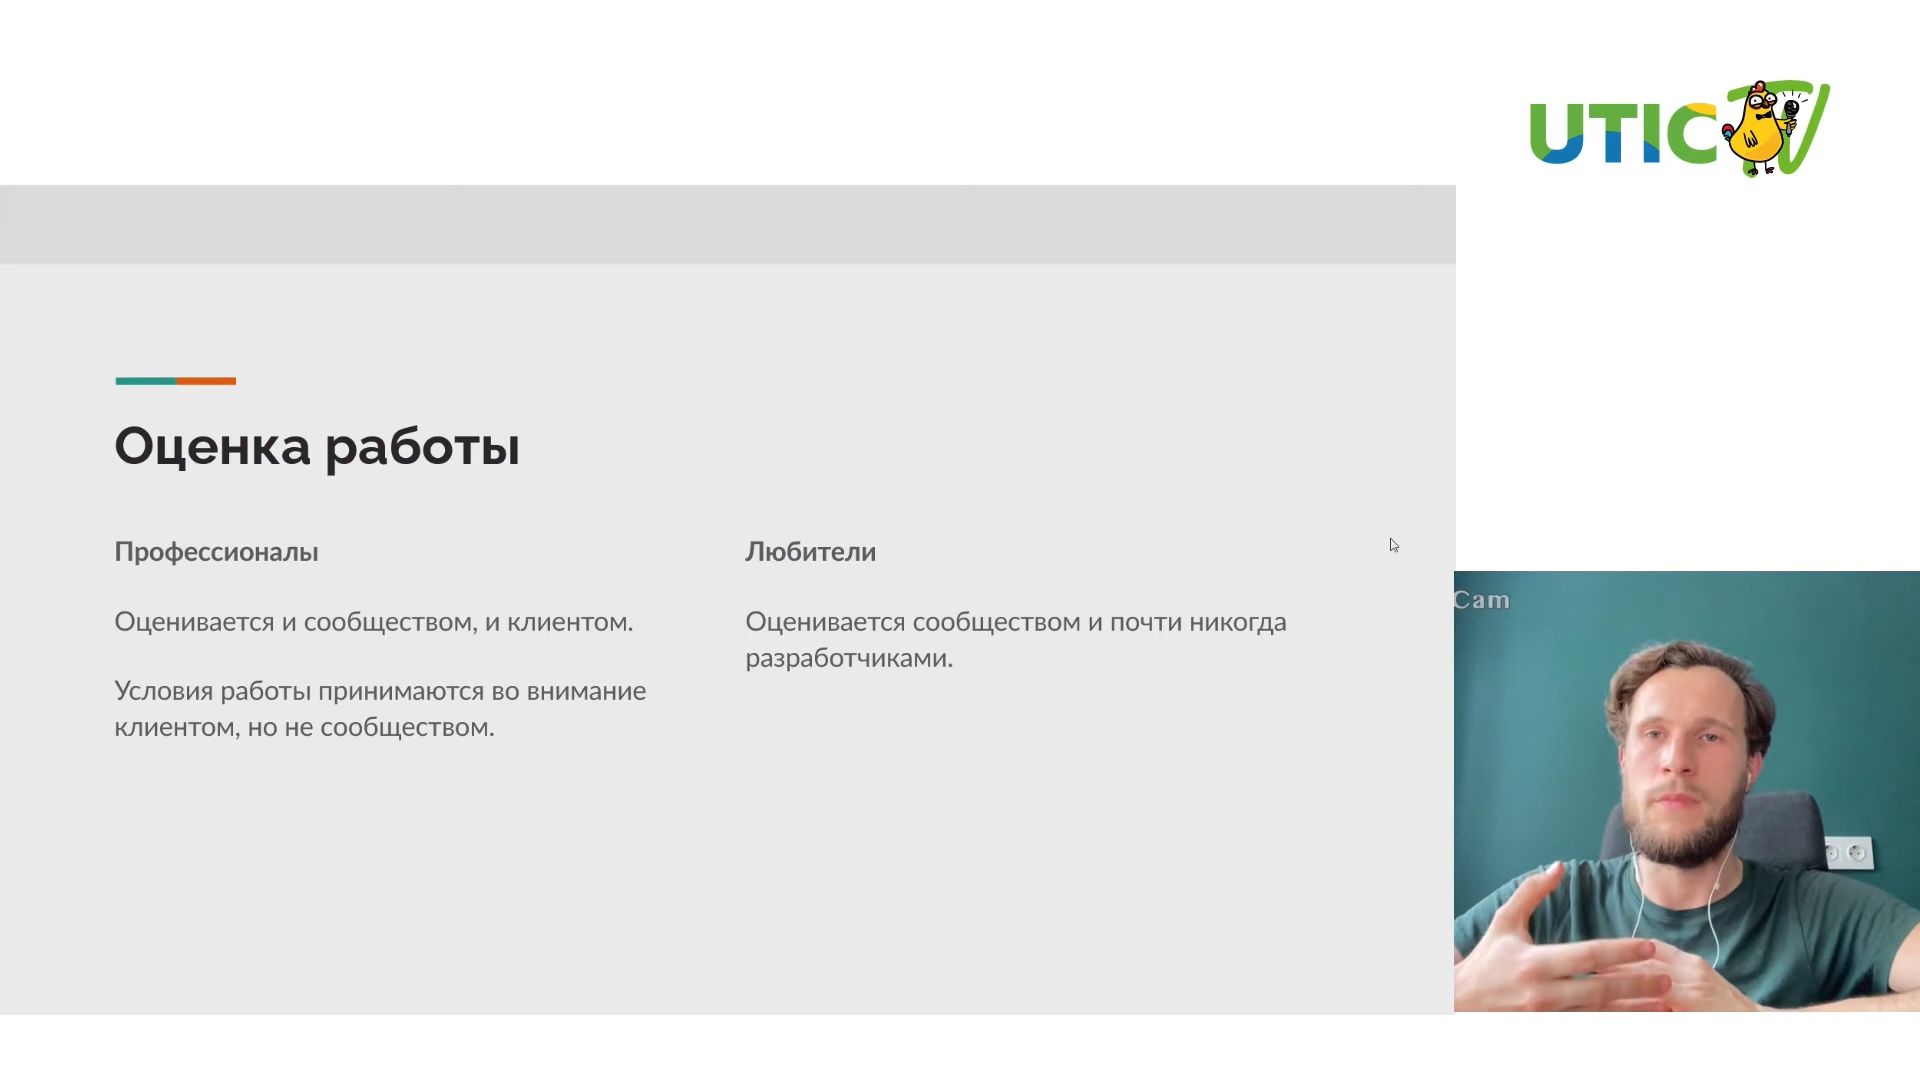 UTIC TV
Оценка работы
Профессионалы
Оценивается и сообществом, и клиентом.
Условия работы принимаются во внимание
клиентом, но не сообществом.
Любители
Оценивается сообществом и почти никогда
разработчиками.
Cam